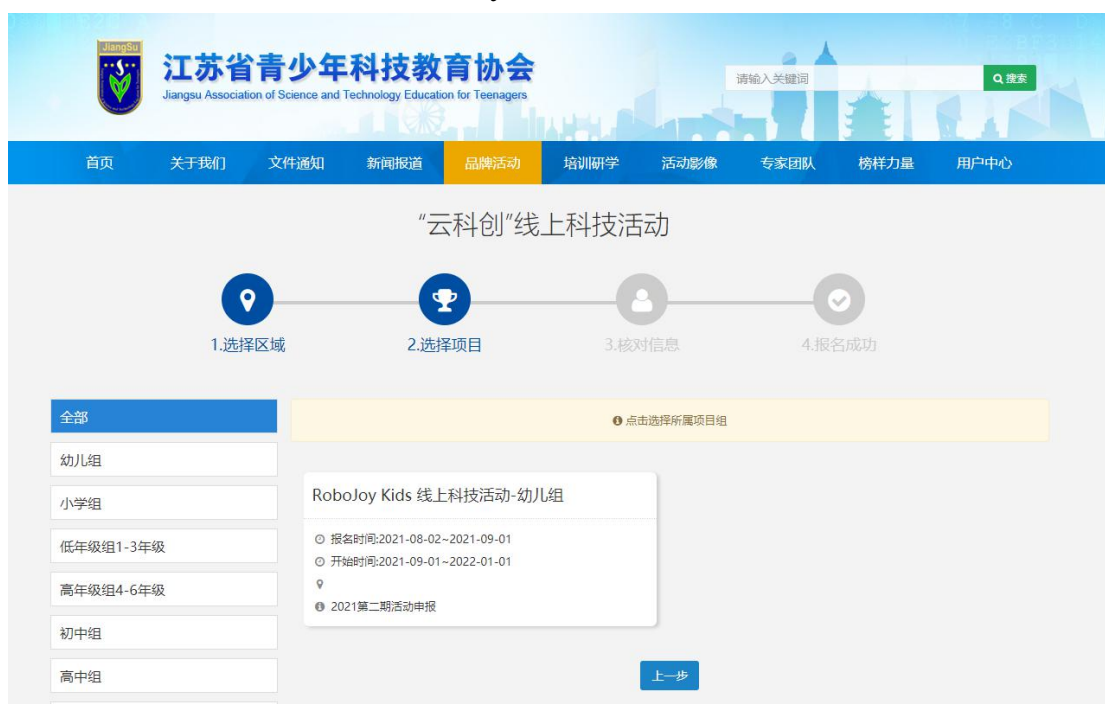 JiangSu
江苏省青少年科技教育协会
Jiangsu Association of Science and Technology Education for Teenagers
请输入关键词
搜索
首页 关于我们 文件通知 新闻报道 品牌活动 培训研学 活动影像 专家团队 榜样力量 用户中心
“云科创”线上科技活动
1.选择区域 2.选择项目 3.核对信息 4.报名成功
全部
点击选择所属项目组
幼儿组
小学组
低年级组1-3年级
高年级组4-6年级
初中组
高中组
RoboJoy Kids 线上科技活动-幼儿组
报名时间:2021-08-02~2021-09-01
开始时间:2021-09-01~2022-01-01
2021第二期活动申报
上一步